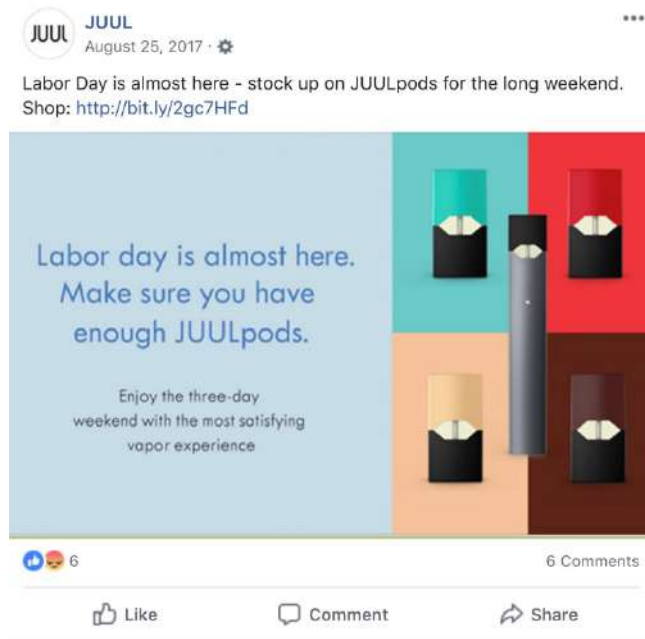 JUUL
JUUL
August 25, 2017 ·
Labor Day is almost here - stock up on JUULpods for the long weekend.
Shop: http://bit.ly/2gc7HFd
Labor day is almost here.
Make sure you have
enough JUULpods.
Enjoy the three-day
weekend with the most satisfying
vapor experience
6
6 Comments
Like
Comment
Share